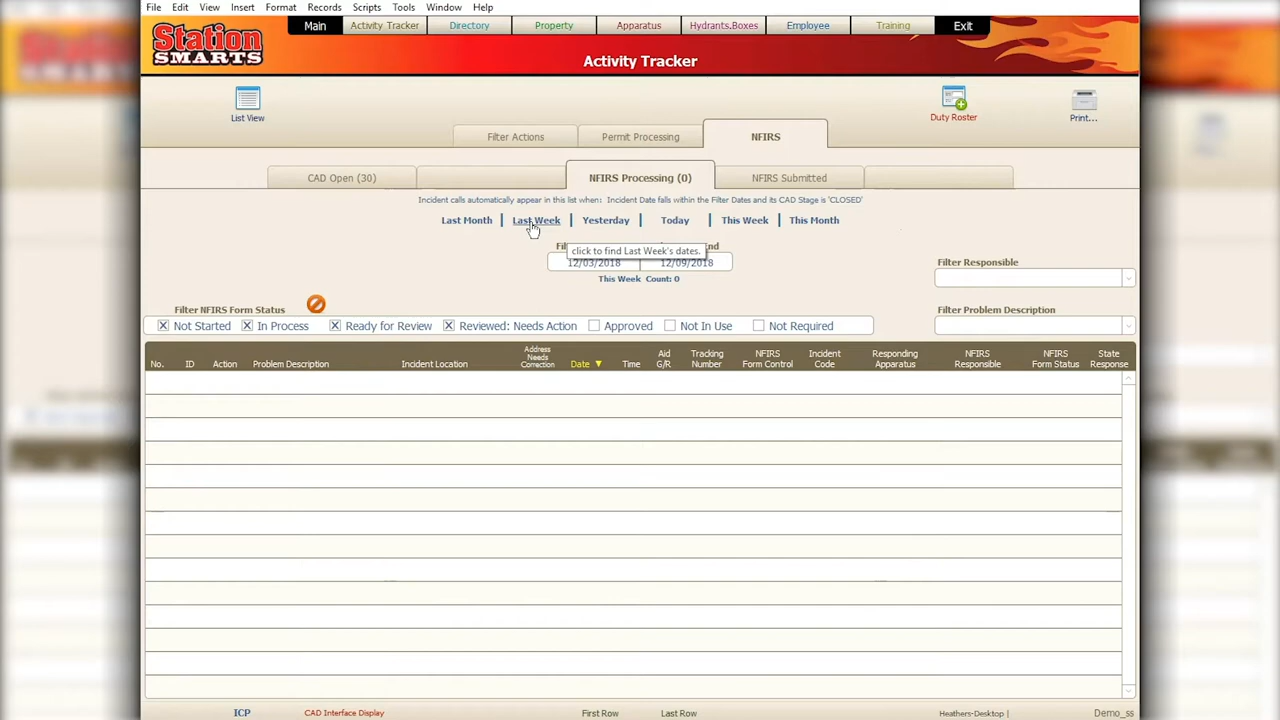 File Edit View Insert Format Records Scripts Tools Window Help
Station SMARTS
Main Activity Tracker Directory Property Apparatus Hydrants.Boxes Employee Training Exit
Activity Tracker
List View
Duty Roster
Print...
Filter Actions Permit Processing NFIRS
CAD Open (30) NFIRS Processing (0) NFIRS Submitted
Incident calls automatically appear in this list when: Incident Date falls within the Filter Dates and its CAD Stage is 'CLOSED'
Last Month | Last Week | Yesterday | Today | This Week | This Month
click to find Last Week's dates.
12/03/2018 12/09/2018
This Week Count: 0
Filter Responsible
Filter NFIRS Form Status
Filter Problem Description
X Not Started X In Process X Ready for Review X Reviewed: Needs Action Approved Not In Use Not Required
No. ID Action Problem Description Incident Location Address Needs Correction Date ▼ Time Aid G/R Tracking Number NFIRS Form Control Incident Code Responding Apparatus NFIRS Responsible NFIRS Form Status State Response
ICP CAD Interface Display First Row Last Row Heathers-Desktop | Demo_55